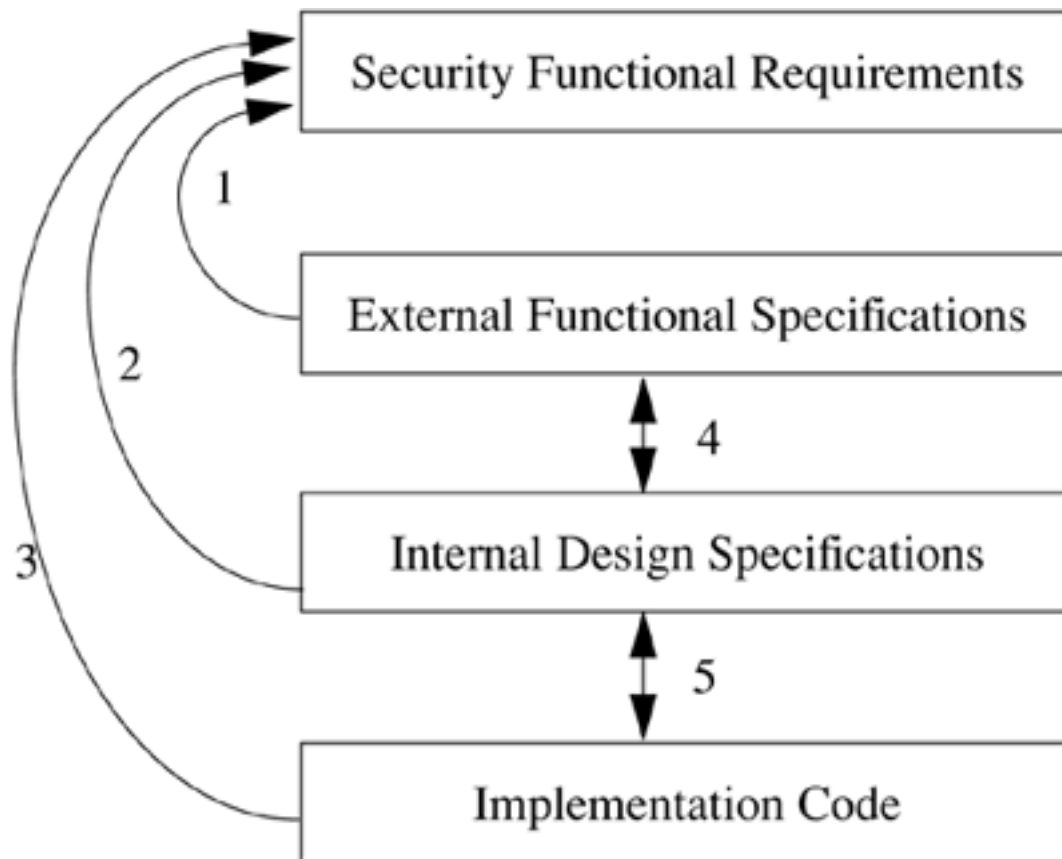 Security Functional Requirements
1
External Functional Specifications
2
4
Internal Design Specifications
3
5
Implementation Code